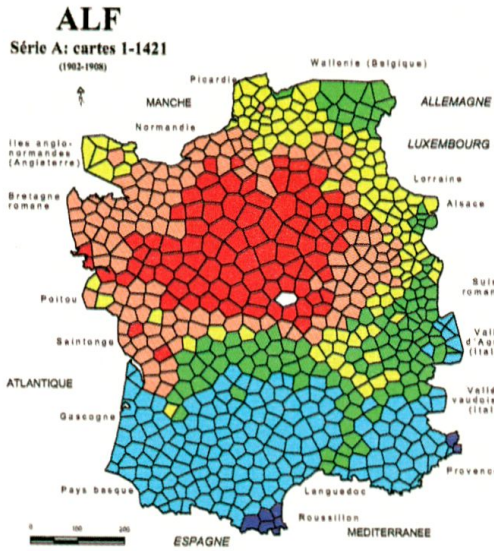 ALF
Série A: cartes 1-1421
(1902-1908)
Wallonie (Belgique)
Picardie
MANCHE
ALLEMAGNE
Normandie
LUXEMBOURG
Iles anglo-
normandes
(Angleterre)
Lorraine
Bretagne
romane
Alsace
Poitou
Saintonge
ATLANTIQUE
Gascogne
Provence
Pays basque
Languedoc
Roussillon
MEDITERRANEE
ESPAGNE
0 100 200